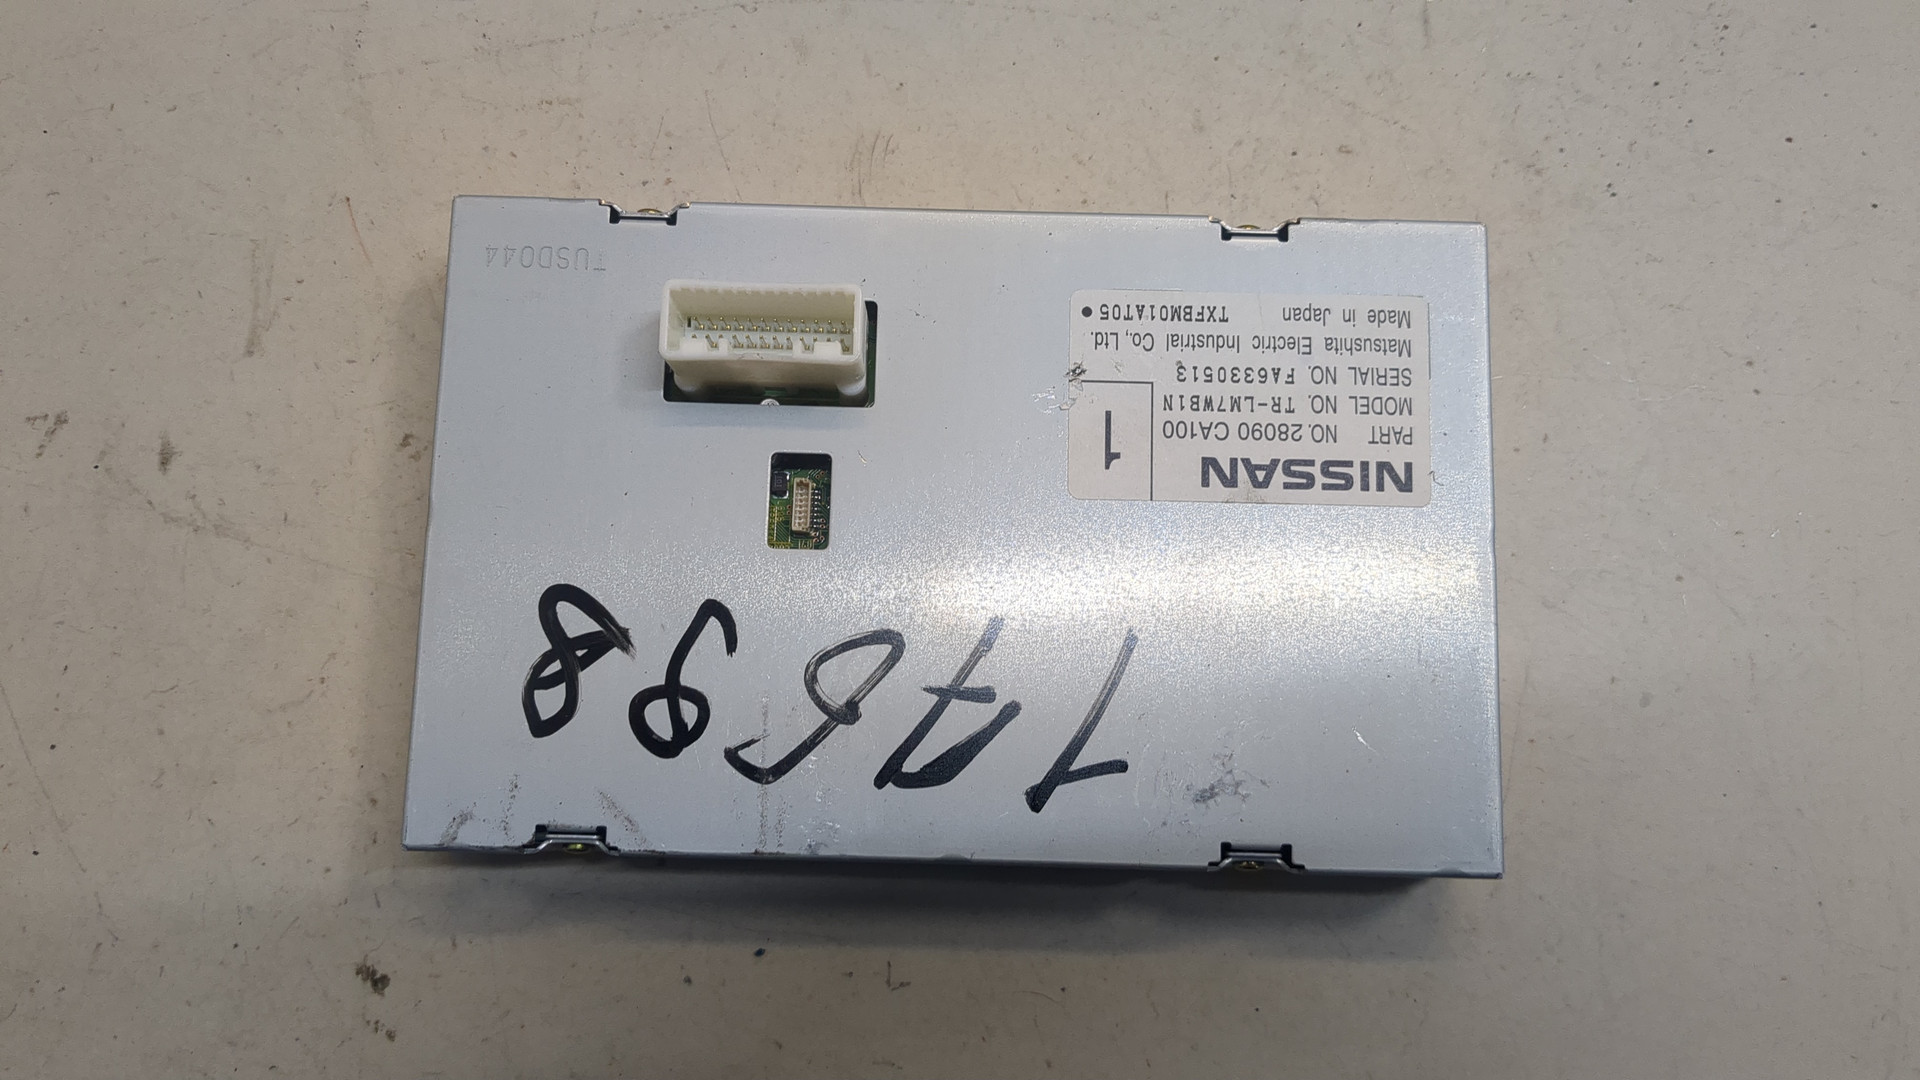 NISSAN
PART NO. 28090 CA100
1
MODEL NO. TR-LM7WB1N
SERIAL NO. FA6330513
Matsushita Electric Industrial Co., Ltd.
Made in Japan TXFBM01AT05 ●
1АБ98
TUSD044